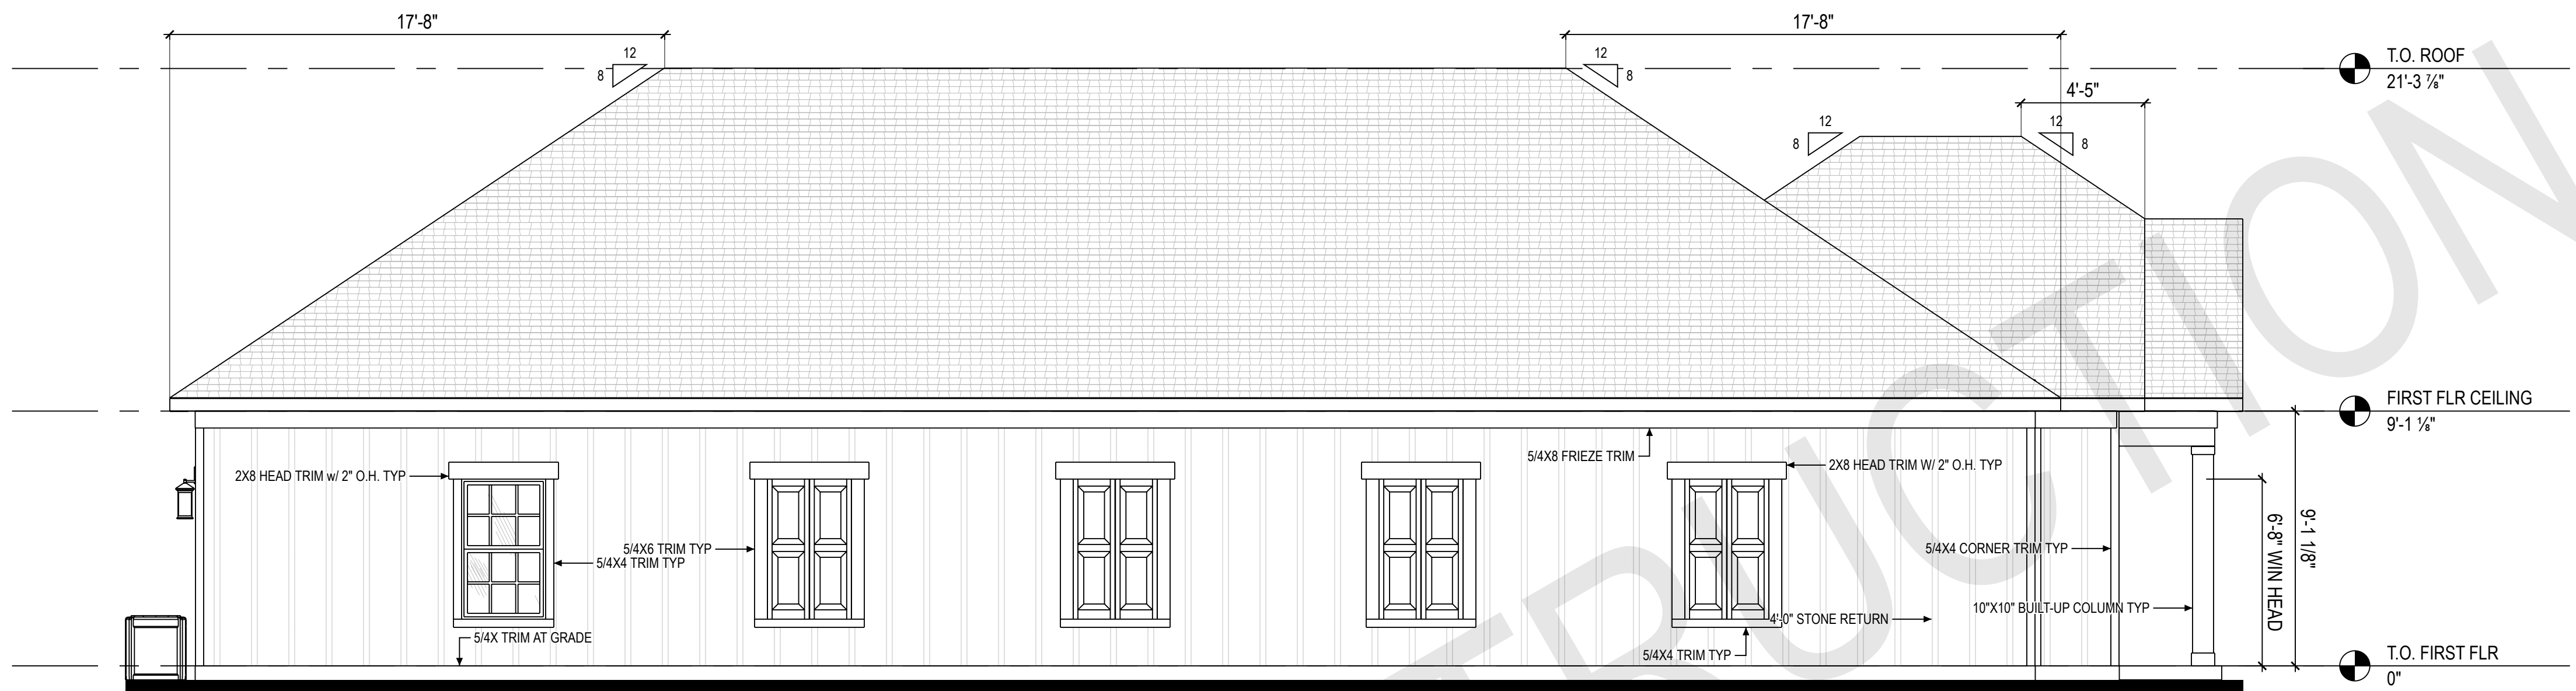 17'-8"
17'-8"
12
8
12
8
T.O. ROOF
21'-3 ⅞"
4'-5"
12
8
12
8
FIRST FLR CEILING
9'-1 ⅛"
5/4X8 FRIEZE TRIM
2X8 HEAD TRIM w/ 2" O.H. TYP
2X8 HEAD TRIM W/ 2" O.H. TYP
5/4X6 TRIM TYP
5/4X4 TRIM TYP
5/4X4 CORNER TRIM TYP
6'-8" WIN HEAD
9'-1 1/8"
10"X10" BUILT-UP COLUMN TYP
4'-0" STONE RETURN
5/4X TRIM AT GRADE
5/4X4 TRIM TYP
T.O. FIRST FLR
0"
TRUCTION